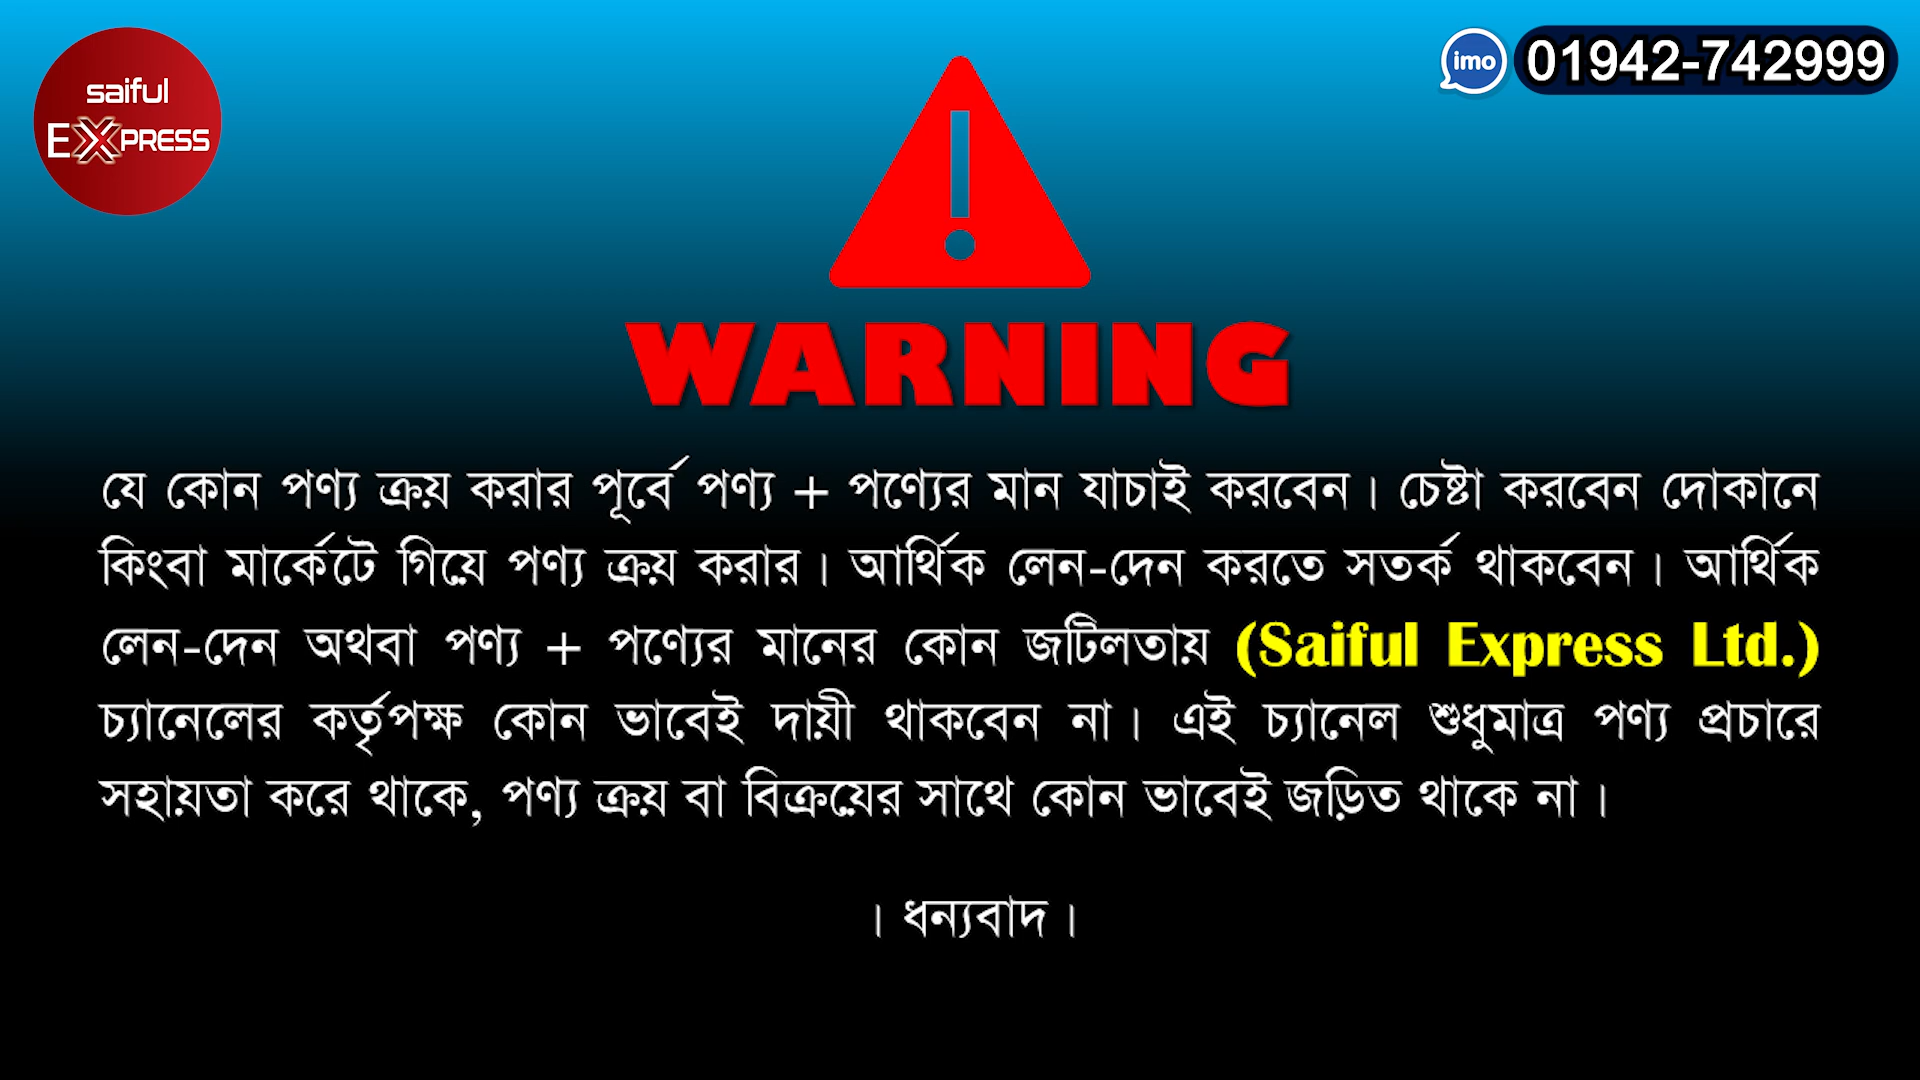 saiful
EXPRESS
imo
01942-742999
WARNING
যে কোন পণ্য ক্রয় করার পূর্বে পণ্য + পণ্যের মান যাচাই করবেন। চেষ্টা করবেন দোকানে
কিংবা মার্কেটে গিয়ে পণ্য ক্রয় করার। আর্থিক লেন-দেন করতে সতর্ক থাকবেন। আর্থিক
লেন-দেন অথবা পণ্য + পণ্যের মানের কোন জটিলতায় (Saiful Express Ltd.)
চ্যানেলের কর্তৃপক্ষ কোন ভাবেই দায়ী থাকবেন না। এই চ্যানেল শুধুমাত্র পণ্য প্রচারে
সহায়তা করে থাকে, পণ্য ক্রয় বা বিক্রয়ের সাথে কোন ভাবেই জড়িত থাকে না।
। ধন্যবাদ।